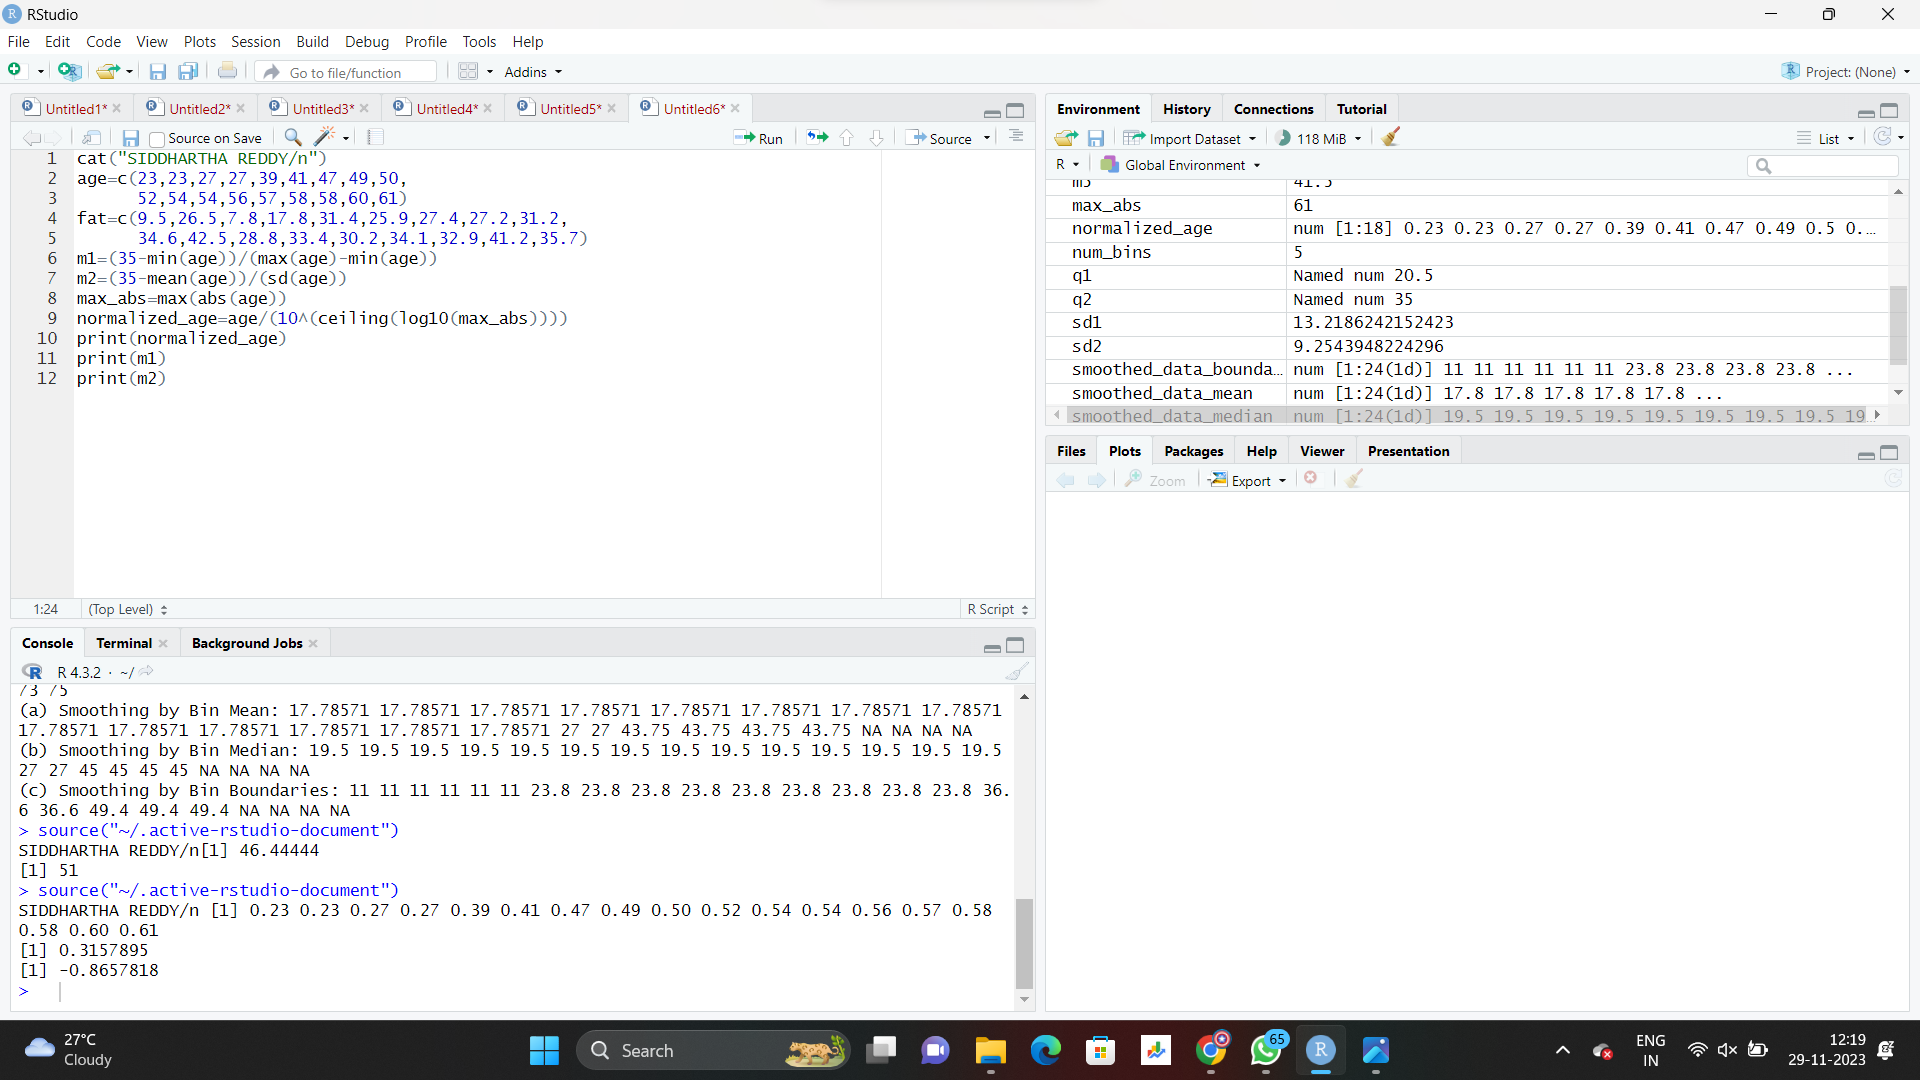 RStudio
File Edit Code View Plots Session Build Debug Profile Tools Help
Go to file/function Addins Project: (None)
Untitled1* Untitled2* Untitled3* Untitled4* Untitled5* Untitled6*
Source on Save Run Source
1 cat("SIDDHARTHA REDDY/n")
2 age=c(23,23,27,27,39,41,47,49,50,
3 52,54,54,56,57,58,58,60,61)
4 fat=c(9.5,26.5,7.8,17.8,31.4,25.9,27.4,27.2,31.2,
5 34.6,42.5,28.8,33.4,30.2,34.1,32.9,41.2,35.7)
6 m1=(35-min(age))/(max(age)-min(age))
7 m2=(35-mean(age))/(sd(age))
8 max_abs=max(abs(age))
9 normalized_age=age/(10^(ceiling(log10(max_abs))))
10 print(normalized_age)
11 print(m1)
12 print(m2)
1:24 (Top Level) R Script
Console Terminal Background Jobs
R 4.3.2 · ~/
73 75
(a) Smoothing by Bin Mean: 17.78571 17.78571 17.78571 17.78571 17.78571 17.78571 17.78571 17.78571
17.78571 17.78571 17.78571 17.78571 17.78571 17.78571 27 27 43.75 43.75 43.75 43.75 NA NA NA NA
(b) Smoothing by Bin Median: 19.5 19.5 19.5 19.5 19.5 19.5 19.5 19.5 19.5 19.5 19.5 19.5 19.5 19.5
27 27 45 45 45 45 NA NA NA NA
(c) Smoothing by Bin Boundaries: 11 11 11 11 11 11 23.8 23.8 23.8 23.8 23.8 23.8 23.8 23.8 23.8 36.
6 36.6 49.4 49.4 49.4 NA NA NA NA
> source("~/.active-rstudio-document")
SIDDHARTHA REDDY/n[1] 46.44444
[1] 51
> source("~/.active-rstudio-document")
SIDDHARTHA REDDY/n [1] 0.23 0.23 0.27 0.27 0.39 0.41 0.47 0.49 0.50 0.52 0.54 0.54 0.56 0.57 0.58
0.58 0.60 0.61
[1] 0.3157895
[1] -0.8657818
>
Environment History Connections Tutorial
Import Dataset 118 MiB List
R Global Environment
m3 41.5
max_abs 61
normalized_age num [1:18] 0.23 0.23 0.27 0.27 0.39 0.41 0.47 0.49 0.5 0...
num_bins 5
q1 Named num 20.5
q2 Named num 35
sd1 13.2186242152423
sd2 9.2543948224296
smoothed_data_bounda... num [1:24(1d)] 11 11 11 11 11 11 23.8 23.8 23.8 23.8 ...
smoothed_data_mean num [1:24(1d)] 17.8 17.8 17.8 17.8 17.8 ...
smoothed_data_median num [1:24(1d)] 19.5 19.5 19.5 19.5 19.5 19.5 19.5 19.5 19
Files Plots Packages Help Viewer Presentation
Zoom Export
27°C
Cloudy
Search
65
ENG
IN
12:19
29-11-2023